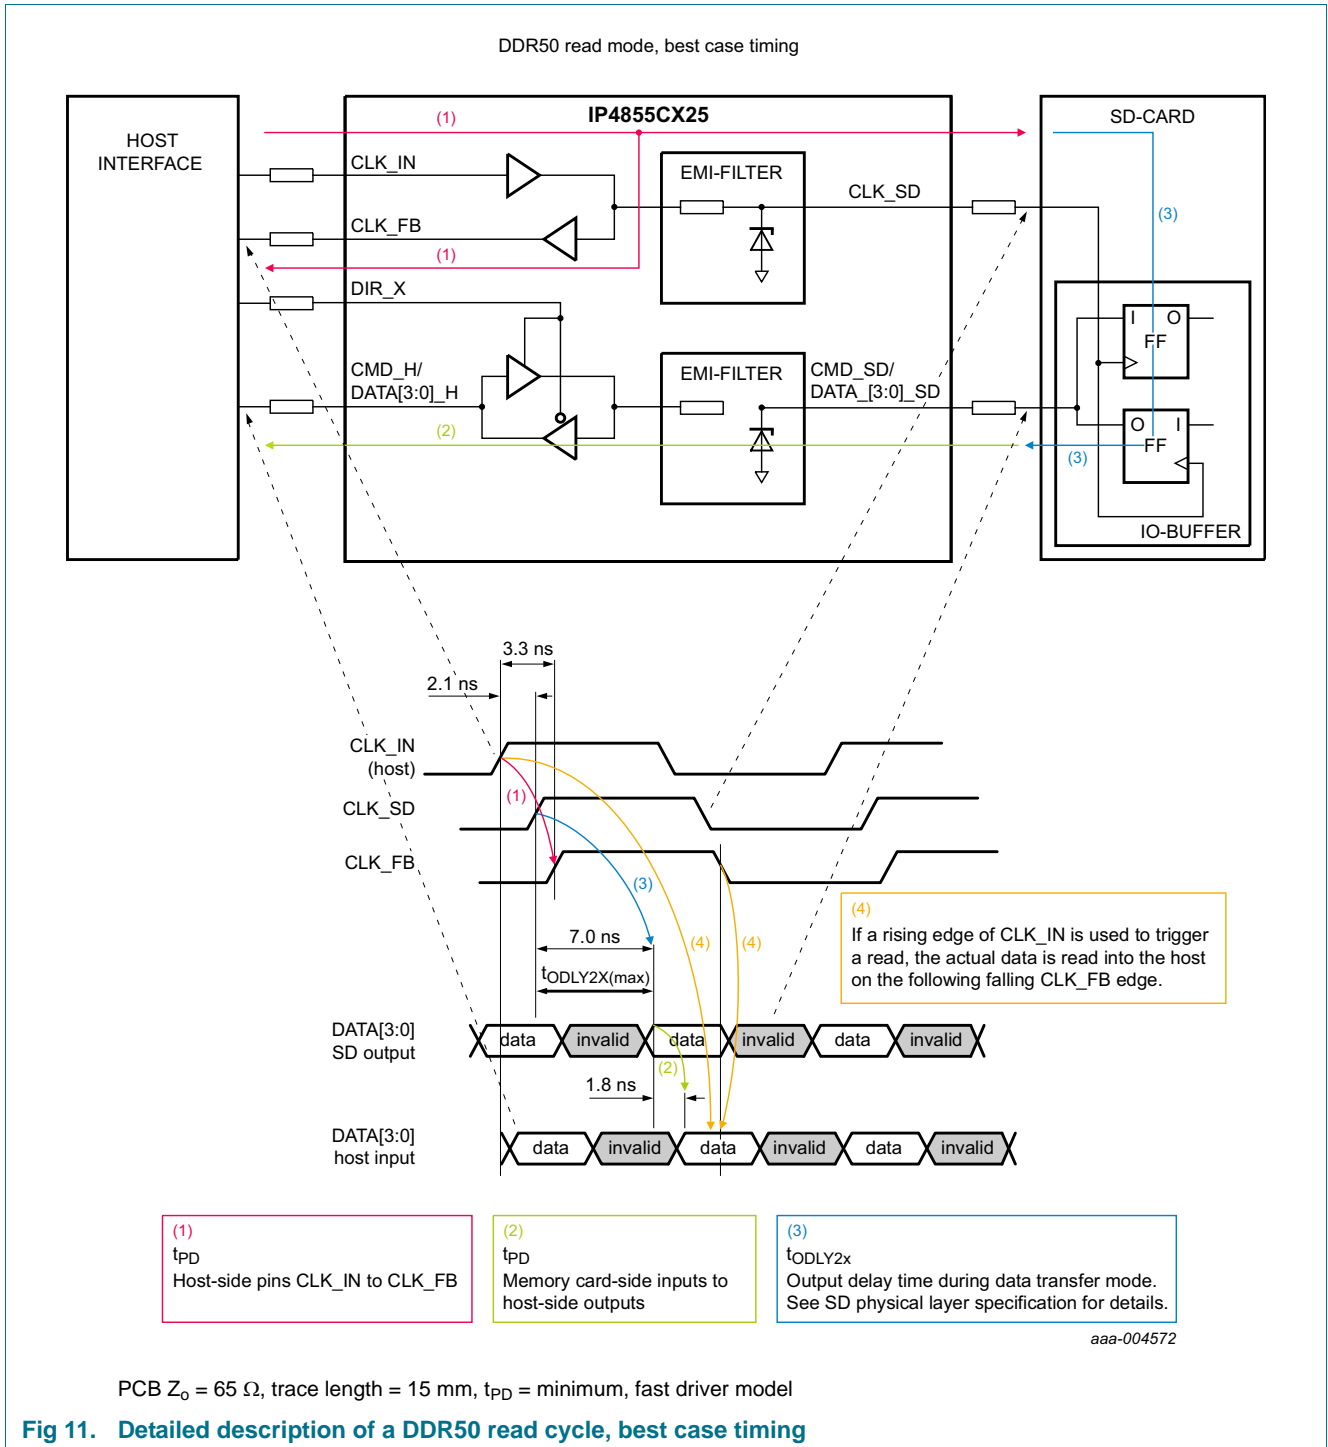 DDR50 read mode, best case timing
HOST
INTERFACE
IP4855CX25
SD-CARD
(1)
CLK_IN
EMI-FILTER
CLK_SD
CLK_FB
(1)
(3)
DIR_X
I O
FF
CMD_H/
DATA[3:0]_H
EMI-FILTER
CMD_SD/
DATA_[3:0]_SD
(2)
(3)
O I
FF
IO-BUFFER
3.3 ns
2.1 ns
CLK_IN
(host)
(1)
CLK_SD
CLK_FB
(3)
(4)
(4)
7.0 ns
tODLY2X(max)
(4)
If a rising edge of CLK_IN is used to trigger
a read, the actual data is read into the host
on the following falling CLK_FB edge.
DATA[3:0]
SD output
data invalid data invalid data invalid
(2)
1.8 ns
DATA[3:0]
host input
data invalid data invalid data invalid
(1)
tPD
Host-side pins CLK_IN to CLK_FB
(2)
tPD
Memory card-side inputs to
host-side outputs
(3)
tODLY2x
Output delay time during data transfer mode.
See SD physical layer specification for details.
aaa-004572
PCB Zo = 65 Ω, trace length = 15 mm, tPD = minimum, fast driver model
Fig 11. Detailed description of a DDR50 read cycle, best case timing